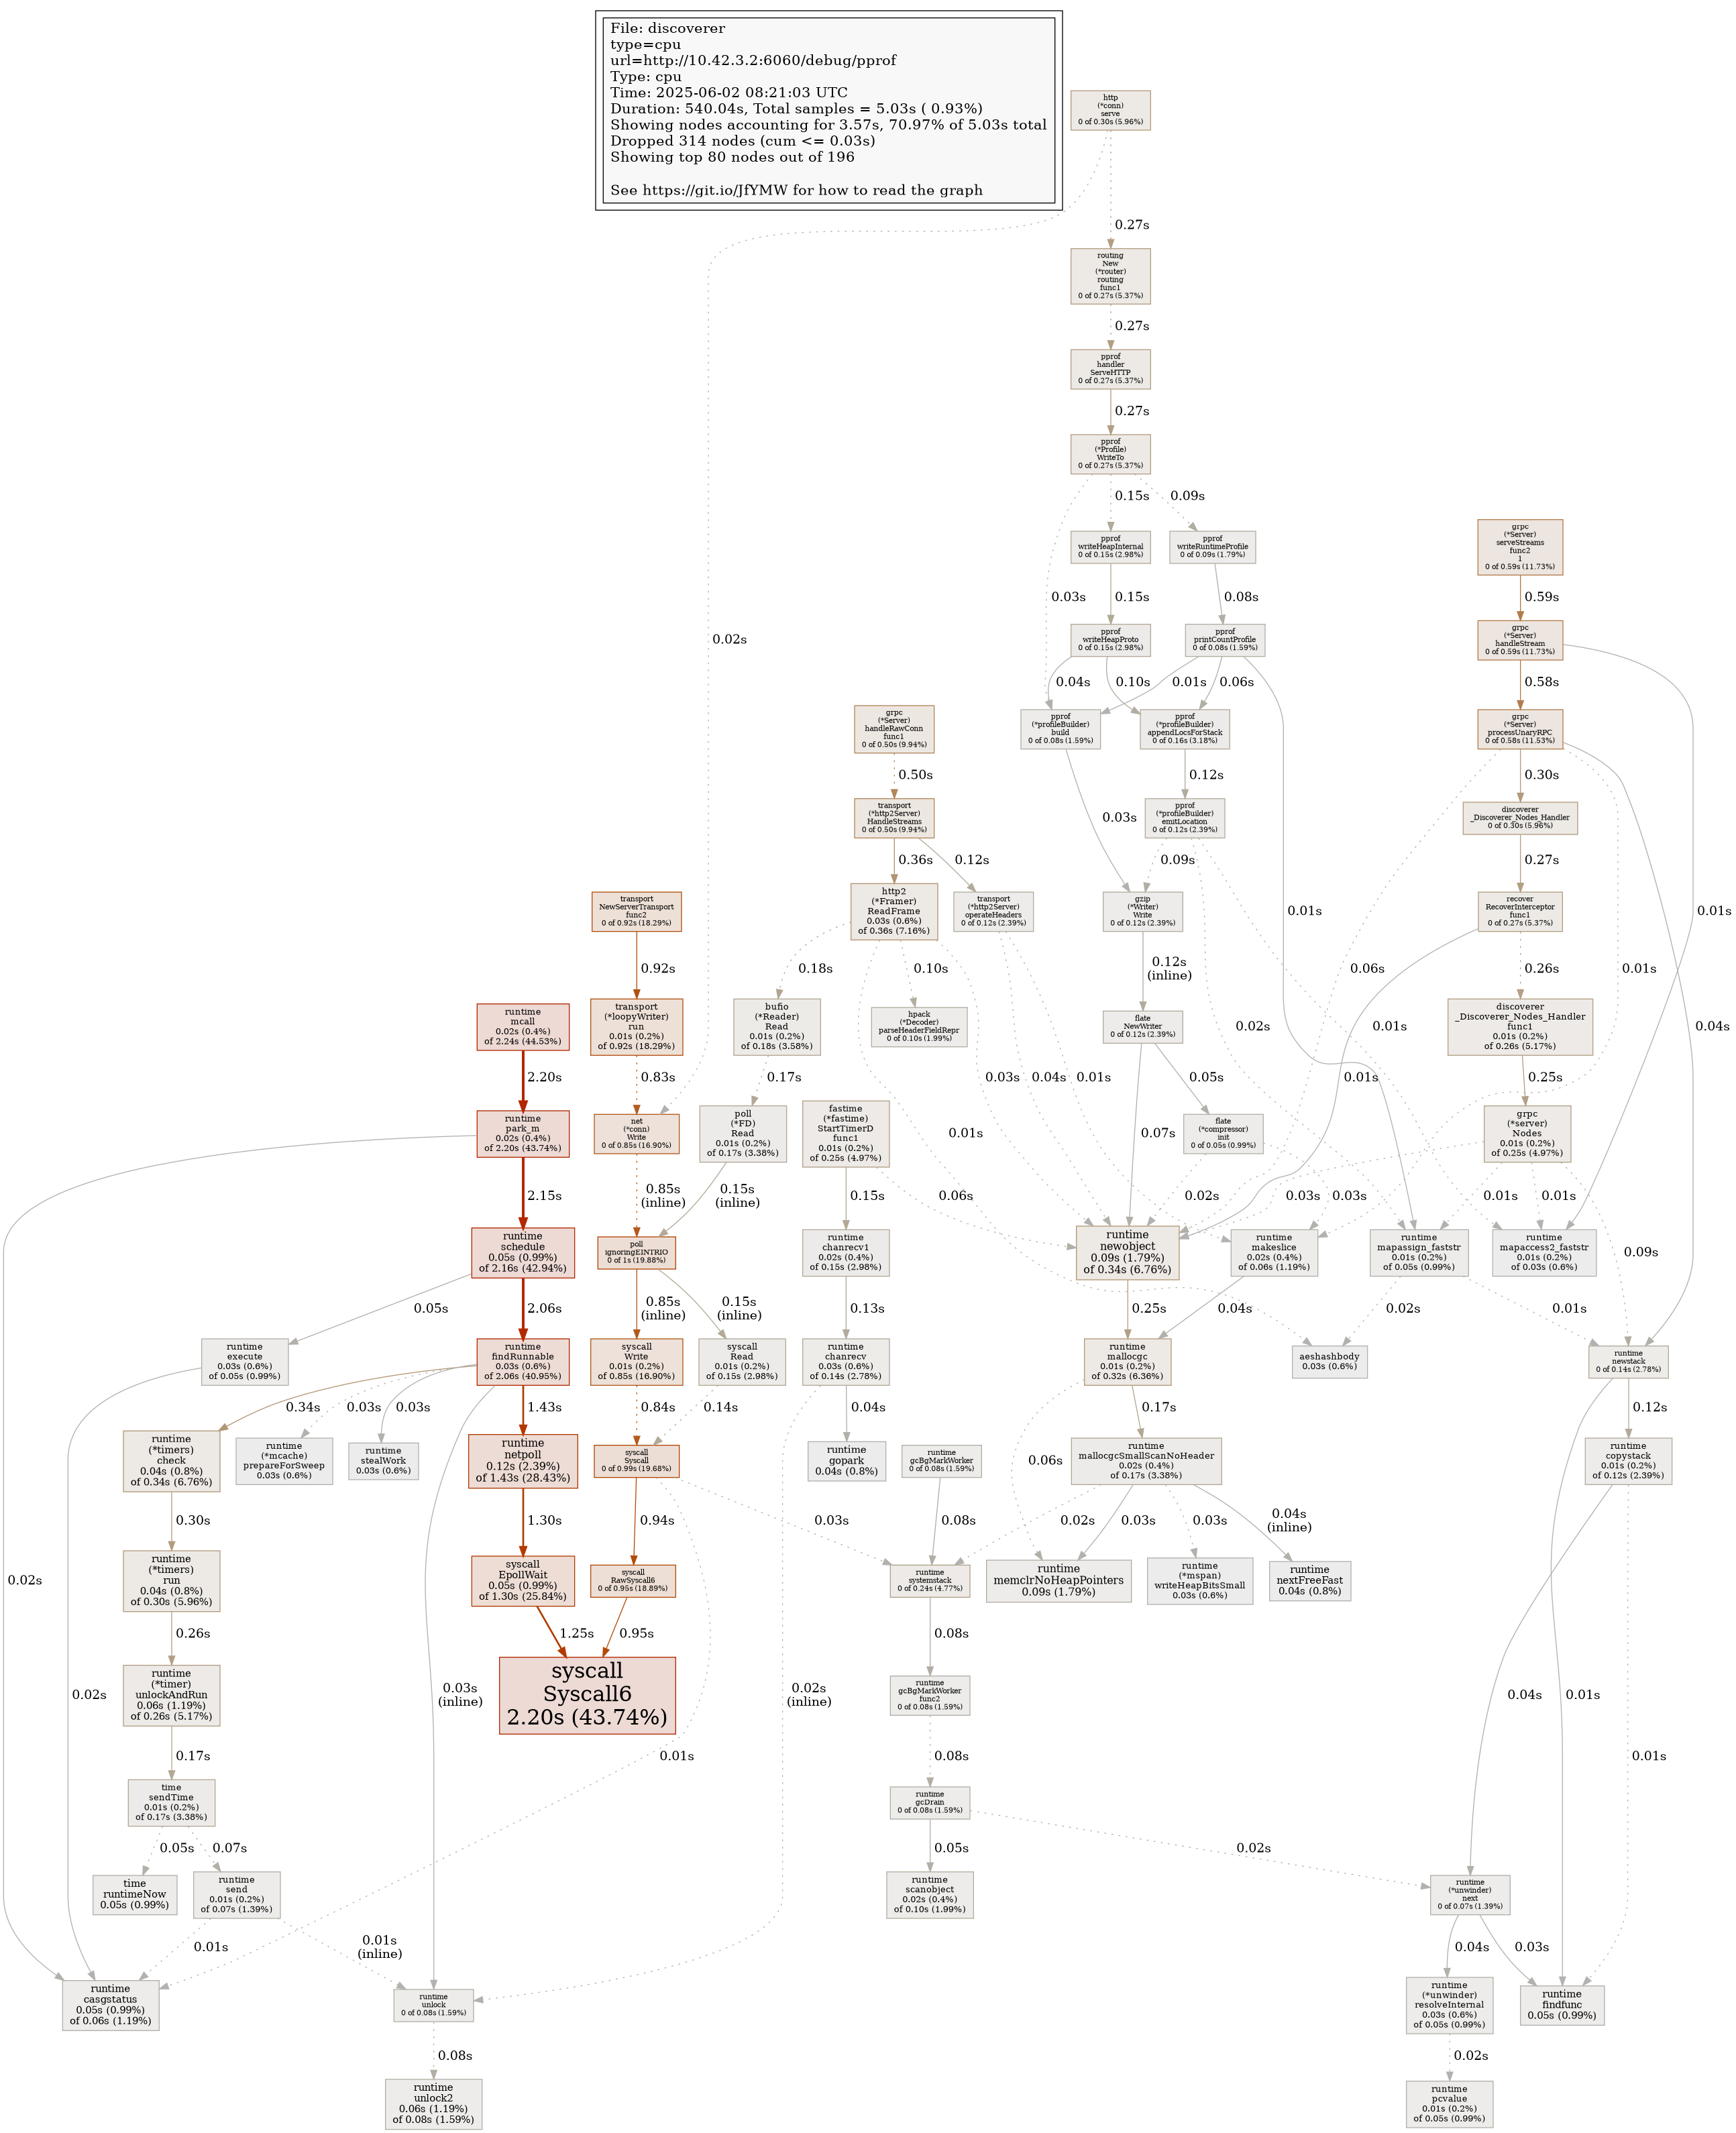 File: discoverer
type=cpu
url=http://10.42.3.2:6060/debug/pprof
Type: cpu
Time: 2025-06-02 08:21:03 UTC
Duration: 540.04s, Total samples = 5.03s ( 0.93%)
Showing nodes accounting for 3.57s, 70.97% of 5.03s total
Dropped 314 nodes (cum <= 0.03s)
Showing top 80 nodes out of 196
See https://git.io/JfYMW for how to read the graph
http
(*conn)
serve
0 of 0.30s (5.96%)
0.27s
routing
New
(*router)
routing
func1
0 of 0.27s (5.37%)
0.27s
pprof
handler
ServeHTTP
0 of 0.27s (5.37%)
0.27s
pprof
(*Profile)
WriteTo
0 of 0.27s (5.37%)
0.15s
0.09s
pprof
writeHeapInternal
0 of 0.15s (2.98%)
pprof
writeRuntimeProfile
0 of 0.09s (1.79%)
grpc
(*Server)
serveStreams
func2
1
0 of 0.59s (11.73%)
0.03s
0.15s
0.08s
0.59s
0.02s
pprof
writeHeapProto
0 of 0.15s (2.98%)
pprof
printCountProfile
0 of 0.08s (1.59%)
grpc
(*Server)
handleStream
0 of 0.59s (11.73%)
0.04s
0.10s
0.01s
0.06s
0.58s
grpc
(*Server)
handleRawConn
func1
0 of 0.50s (9.94%)
pprof
(*profileBuilder)
build
0 of 0.08s (1.59%)
pprof
(*profileBuilder)
appendLocsForStack
0 of 0.16s (3.18%)
grpc
(*Server)
processUnaryRPC
0 of 0.58s (11.53%)
0.50s
0.12s
0.30s
transport
(*http2Server)
HandleStreams
0 of 0.50s (9.94%)
0.03s
pprof
(*profileBuilder)
emitLocation
0 of 0.12s (2.39%)
discoverer
_Discoverer_Nodes_Handler
0 of 0.30s (5.96%)
0.36s
0.12s
0.09s
0.27s
transport
NewServerTransport
func2
0 of 0.92s (18.29%)
http2
(*Framer)
ReadFrame
0.03s (0.6%)
of 0.36s (7.16%)
transport
(*http2Server)
operateHeaders
0 of 0.12s (2.39%)
gzip
(*Writer)
Write
0 of 0.12s (2.39%)
0.01s
recover
RecoverInterceptor
func1
0 of 0.27s (5.37%)
0.01s
0.92s
0.18s
0.10s
0.12s
(inline)
0.06s
0.26s
0.01s
runtime
mcall
0.02s (0.4%)
of 2.24s (44.53%)
transport
(*loopyWriter)
run
0.01s (0.2%)
of 0.92s (18.29%)
bufio
(*Reader)
Read
0.01s (0.2%)
of 0.18s (3.58%)
hpack
(*Decoder)
parseHeaderFieldRepr
0 of 0.10s (1.99%)
flate
NewWriter
0 of 0.12s (2.39%)
0.02s
0.01s
discoverer
_Discoverer_Nodes_Handler
func1
0.01s (0.2%)
of 0.26s (5.17%)
0.04s
2.20s
0.83s
0.17s
0.03s
0.04s
0.01s
0.05s
0.01s
0.25s
runtime
park_m
0.02s (0.4%)
of 2.20s (43.74%)
net
(*conn)
Write
0 of 0.85s (16.90%)
poll
(*FD)
Read
0.01s (0.2%)
of 0.17s (3.38%)
fastime
(*fastime)
StartTimerD
func1
0.01s (0.2%)
of 0.25s (4.97%)
0.01s
0.07s
flate
(*compressor)
init
0 of 0.05s (0.99%)
grpc
(*server)
Nodes
0.01s (0.2%)
of 0.25s (4.97%)
2.15s
0.85s
(inline)
0.15s
(inline)
0.15s
0.06s
0.02s
0.03s
0.03s
0.01s
0.01s
runtime
schedule
0.05s (0.99%)
of 2.16s (42.94%)
poll
ignoringEINTRIO
0 of 1s (19.88%)
runtime
chanrecv1
0.02s (0.4%)
of 0.15s (2.98%)
runtime
newobject
0.09s (1.79%)
of 0.34s (6.76%)
runtime
makeslice
0.02s (0.4%)
of 0.06s (1.19%)
runtime
mapassign_faststr
0.01s (0.2%)
of 0.05s (0.99%)
runtime
mapaccess2_faststr
0.01s (0.2%)
of 0.03s (0.6%)
0.09s
0.05s
2.06s
0.85s
(inline)
0.15s
(inline)
0.13s
0.25s
0.04s
0.02s
0.01s
runtime
execute
0.03s (0.6%)
of 0.05s (0.99%)
runtime
findRunnable
0.03s (0.6%)
of 2.06s (40.95%)
syscall
Write
0.01s (0.2%)
of 0.85s (16.90%)
syscall
Read
0.01s (0.2%)
of 0.15s (2.98%)
runtime
chanrecv
0.03s (0.6%)
of 0.14s (2.78%)
runtime
mallocgc
0.01s (0.2%)
of 0.32s (6.36%)
aeshashbody
0.03s (0.6%)
runtime
newstack
0 of 0.14s (2.78%)
0.34s
0.03s
0.03s
1.43s
0.84s
0.14s
0.04s
0.17s
0.12s
runtime
(*timers)
check
0.04s (0.8%)
of 0.34s (6.76%)
runtime
(*mcache)
prepareForSweep
0.03s (0.6%)
runtime
stealWork
0.03s (0.6%)
runtime
netpoll
0.12s (2.39%)
of 1.43s (28.43%)
syscall
Syscall
0 of 0.99s (19.68%)
runtime
gopark
0.04s (0.8%)
runtime
gcBgMarkWorker
0 of 0.08s (1.59%)
0.06s
runtime
mallocgcSmallScanNoHeader
0.02s (0.4%)
of 0.17s (3.38%)
runtime
copystack
0.01s (0.2%)
of 0.12s (2.39%)
0.30s
1.30s
0.94s
0.03s
0.08s
0.02s
0.03s
0.03s
0.04s
(inline)
0.02s
runtime
(*timers)
run
0.04s (0.8%)
of 0.30s (5.96%)
syscall
EpollWait
0.05s (0.99%)
of 1.30s (25.84%)
syscall
RawSyscall6
0 of 0.95s (18.89%)
runtime
systemstack
0 of 0.24s (4.77%)
runtime
memclrNoHeapPointers
0.09s (1.79%)
runtime
(*mspan)
writeHeapBitsSmall
0.03s (0.6%)
runtime
nextFreeFast
0.04s (0.8%)
0.26s
1.25s
0.95s
0.08s
runtime
(*timer)
unlockAndRun
0.06s (1.19%)
of 0.26s (5.17%)
0.02s
0.03s
(inline)
syscall
Syscall6
2.20s (43.74%)
0.02s
(inline)
runtime
gcBgMarkWorker
func2
0 of 0.08s (1.59%)
0.04s
0.01s
0.17s
0.01s
0.08s
0.01s
time
sendTime
0.01s (0.2%)
of 0.17s (3.38%)
runtime
gcDrain
0 of 0.08s (1.59%)
0.05s
0.07s
0.05s
0.02s
time
runtimeNow
0.05s (0.99%)
runtime
send
0.01s (0.2%)
of 0.07s (1.39%)
runtime
scanobject
0.02s (0.4%)
of 0.10s (1.99%)
runtime
(*unwinder)
next
0 of 0.07s (1.39%)
0.01s
0.01s
(inline)
0.04s
0.03s
runtime
casgstatus
0.05s (0.99%)
of 0.06s (1.19%)
runtime
unlock
0 of 0.08s (1.59%)
runtime
(*unwinder)
resolveInternal
0.03s (0.6%)
of 0.05s (0.99%)
runtime
findfunc
0.05s (0.99%)
0.08s
0.02s
runtime
unlock2
0.06s (1.19%)
of 0.08s (1.59%)
runtime
pcvalue
0.01s (0.2%)
of 0.05s (0.99%)